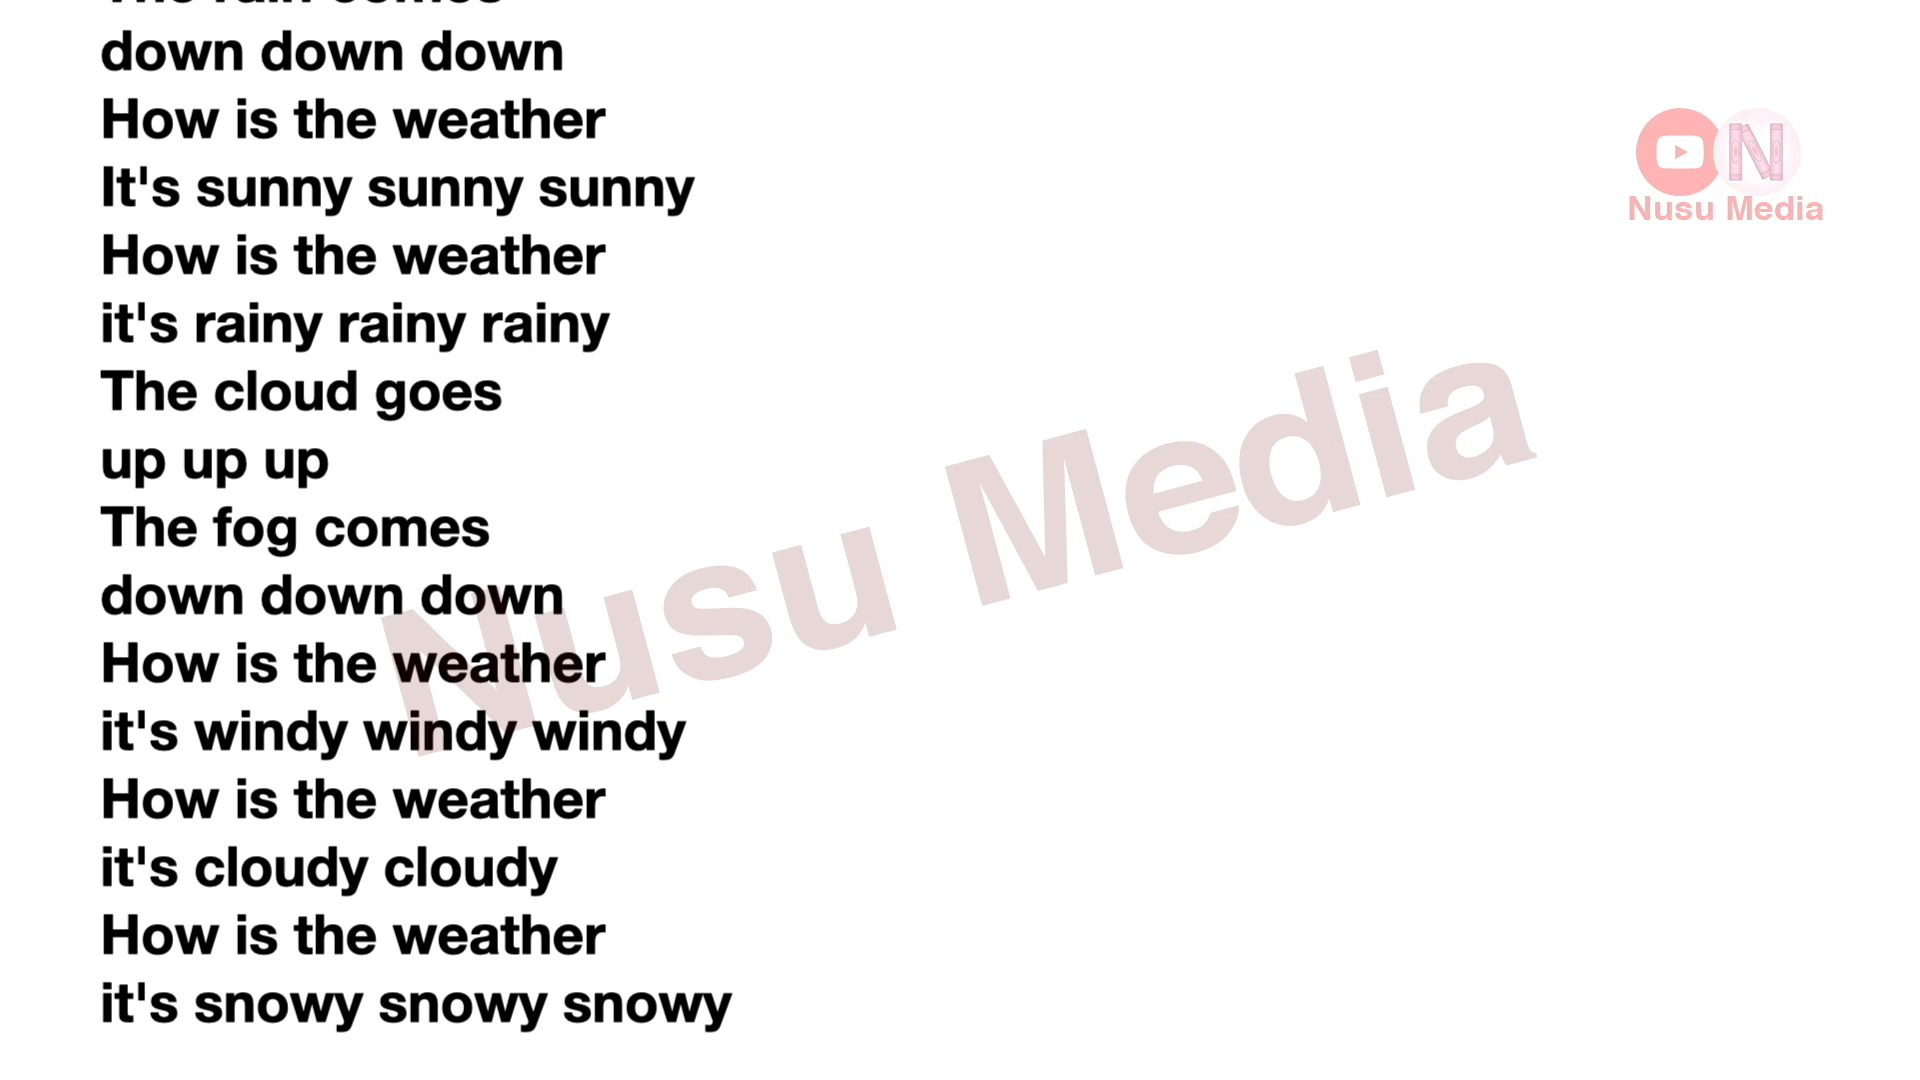 The rain comes
down down down
How is the weather
It's sunny sunny sunny
How is the weather
it's rainy rainy rainy
The cloud goes
up up up
The fog comes
down down down
How is the weather
it's windy windy windy
How is the weather
it's cloudy cloudy
How is the weather
it's snowy snowy snowy
N
Nusu Media
Nusu Media